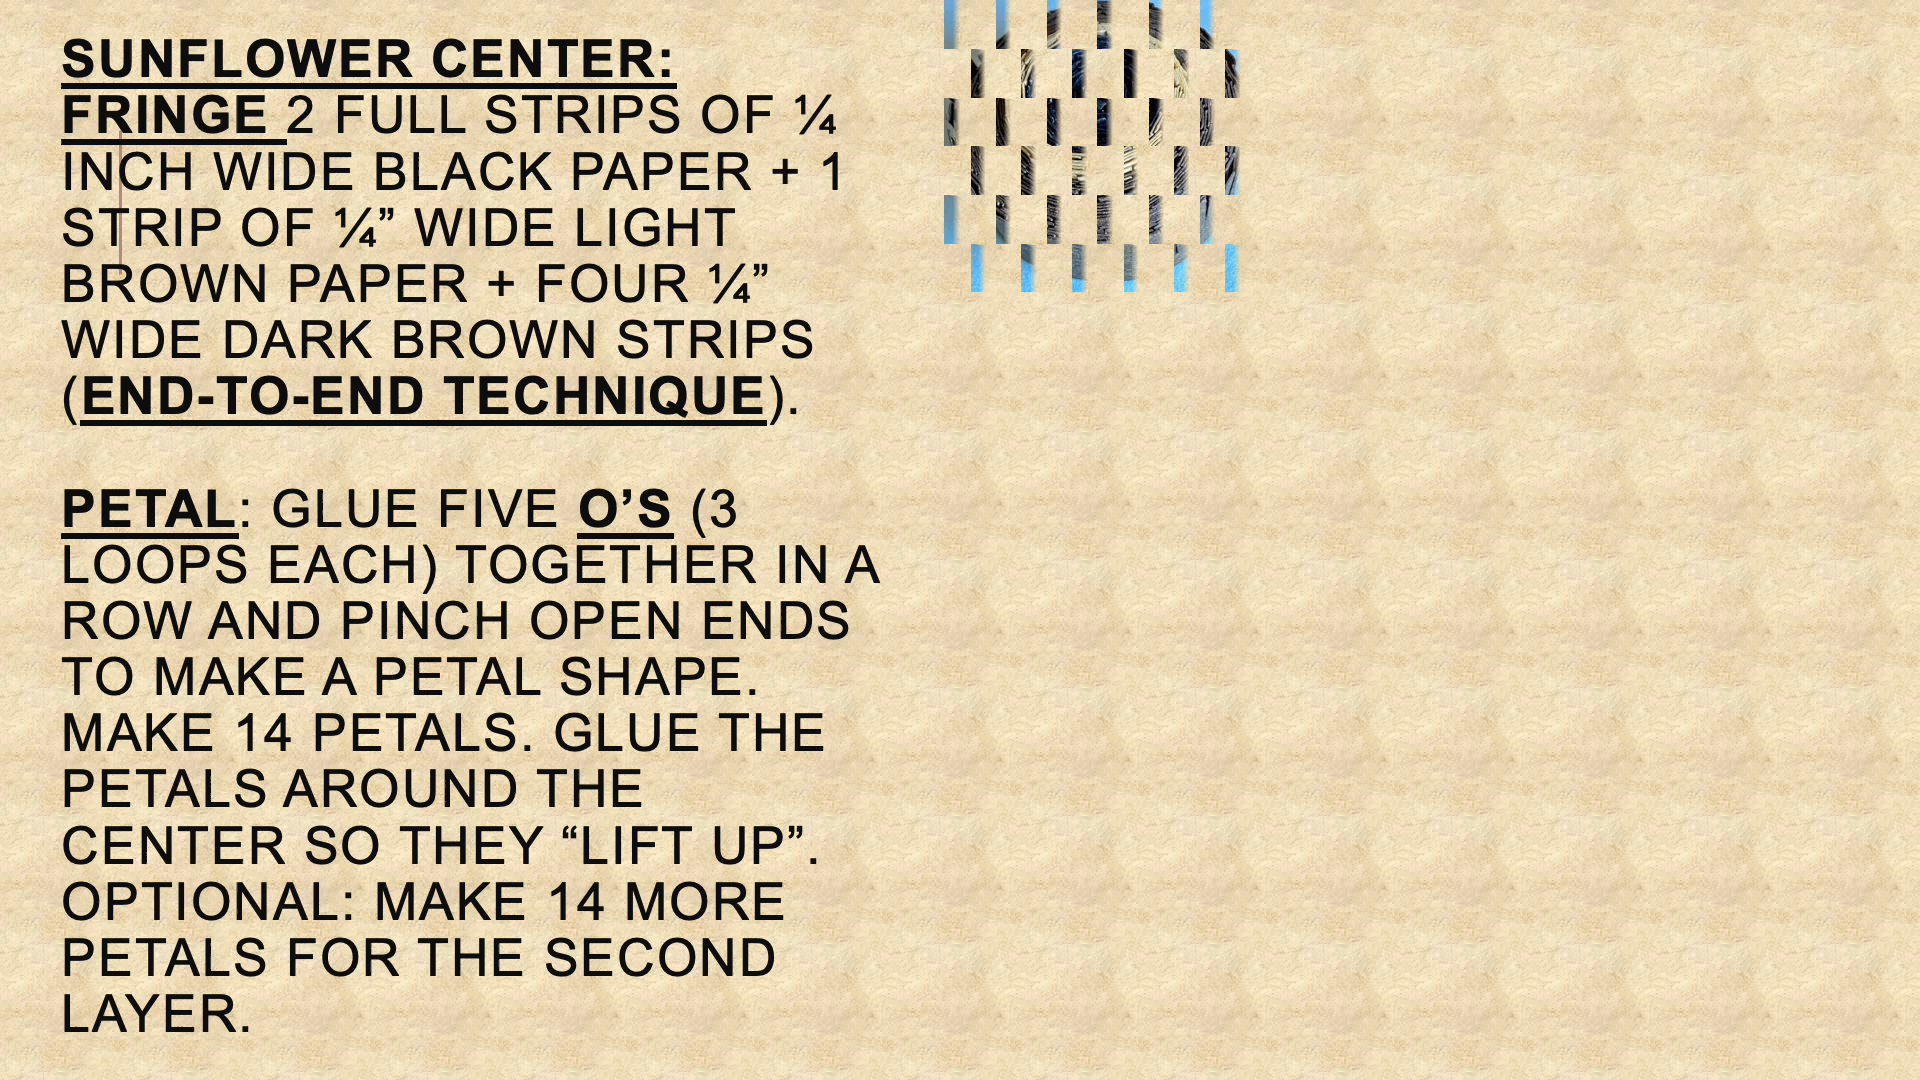 SUNFLOWER CENTER:
FRINGE 2 FULL STRIPS OF ¼
INCH WIDE BLACK PAPER + 1
STRIP OF ¼” WIDE LIGHT
BROWN PAPER + FOUR ¼”
WIDE DARK BROWN STRIPS
(END-TO-END TECHNIQUE).
PETAL: GLUE FIVE O’S (3
LOOPS EACH) TOGETHER IN A
ROW AND PINCH OPEN ENDS
TO MAKE A PETAL SHAPE.
MAKE 14 PETALS. GLUE THE
PETALS AROUND THE
CENTER SO THEY “LIFT UP”.
OPTIONAL: MAKE 14 MORE
PETALS FOR THE SECOND
LAYER.